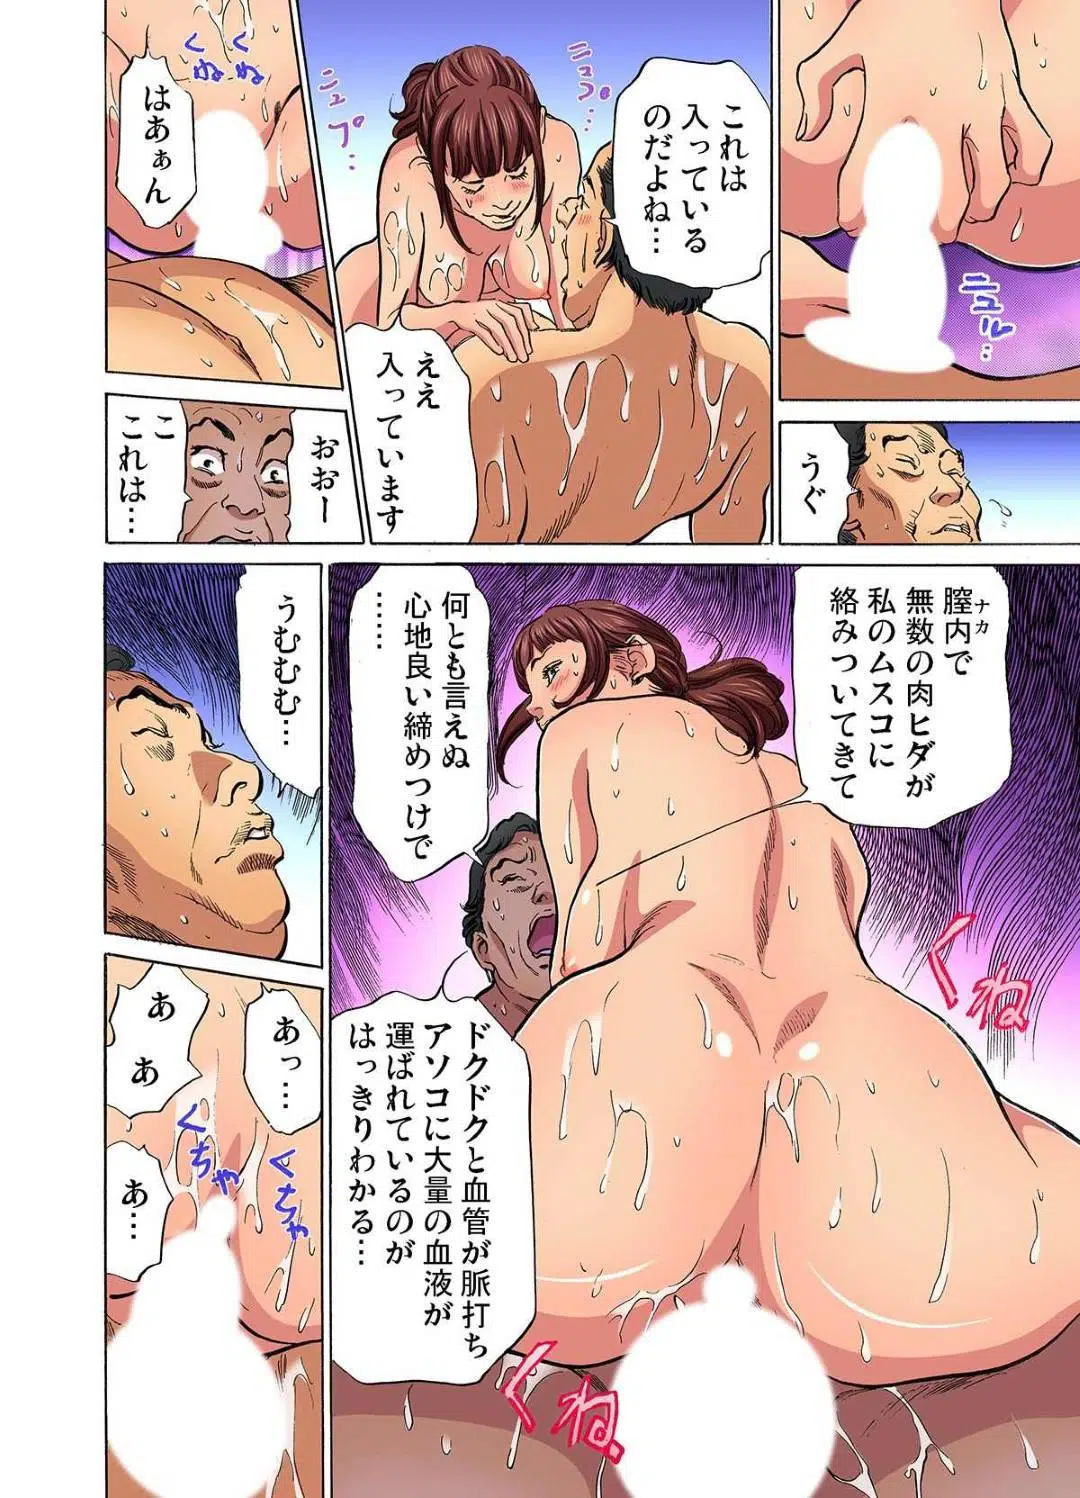 ニュル…
うぐ
これは
入っている
のだよね…
ニュプ…
ニュプ…
ええ
入っています
くね
くね
はあぁん
おおー
こ
これは…
膣内で
ナカ
無数の肉ヒダが
私のムスコに
絡みついてきて
何とも言えぬ
心地良い締めつけで
……
ドクドクと血管が脈打ち
アソコに大量の血液が
運ばれているのが
はっきりわかる…
くね
くね
うむむむ…
あっ…
くちゃ
くちゃ
あ
あ
あ…